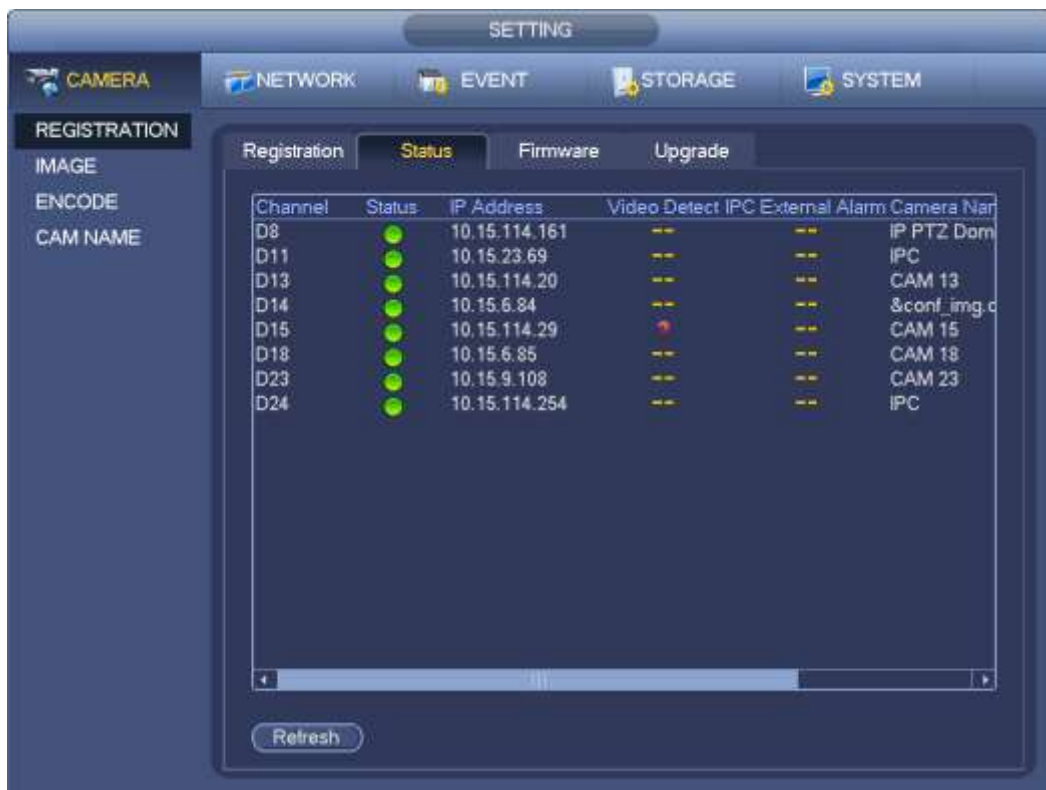 SETTING
CAMERA NETWORK EVENT STORAGE SYSTEM
REGISTRATION
IMAGE
ENCODE
CAM NAME
Registration Status Firmware Upgrade
Channel Status IP Address Video Detect IPC External Alarm Camera Nar
D8 10.15.114.161 -- -- IP PTZ Dom
D11 10.15.23.69 -- -- IPC
D13 10.15.114.20 -- -- CAM 13
D14 10.15.6.84 -- -- &conf_img.c
D15 10.15.114.29 -- CAM 15
D18 10.15.6.85 -- -- CAM 18
D23 10.15.9.108 -- -- CAM 23
D24 10.15.114.254 -- -- IPC
Refresh